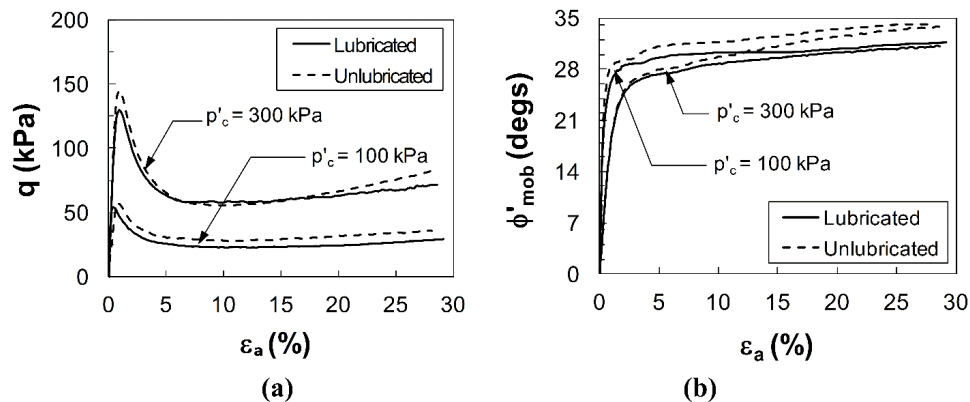 200
150
100
50
0
q (kPa)
Lubricated
Unlubricated
p'c = 300 kPa
p'c = 100 kPa
0 5 10 15 20 25 30
εa (%)
(a)
35
28
21
14
7
0
ϕ'mob (degs)
p'c = 300 kPa
p'c = 100 kPa
Lubricated
Unlubricated
0 5 10 15 20 25 30
εa (%)
(b)